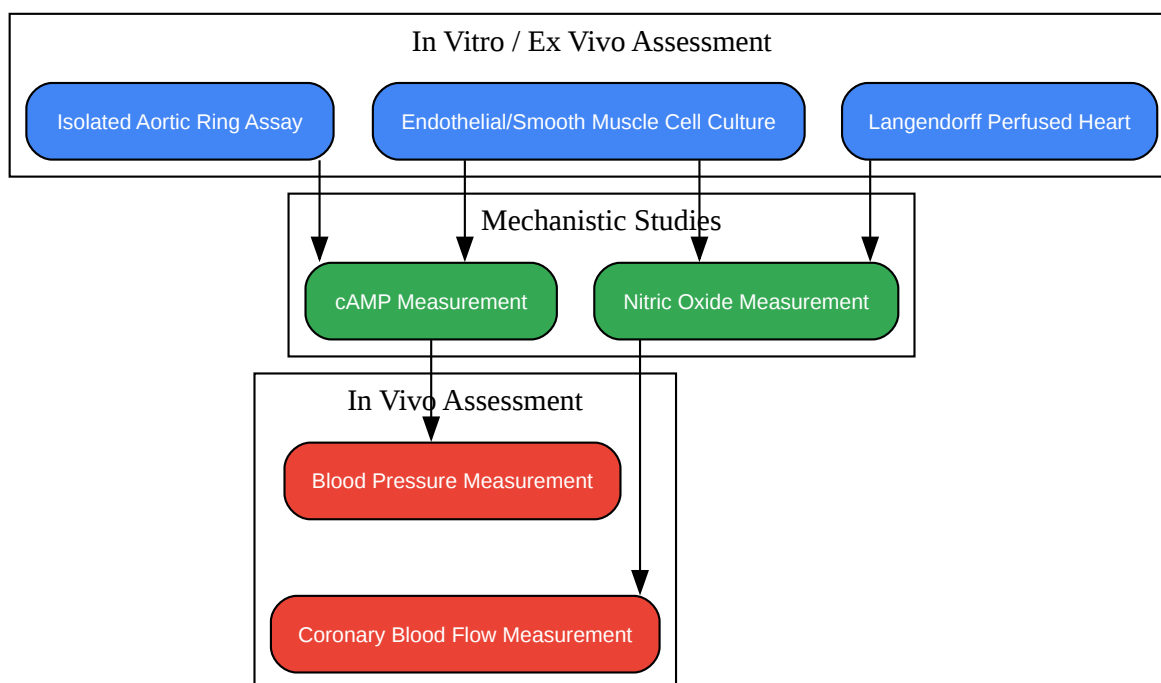 In Vitro / Ex Vivo Assessment
Isolated Aortic Ring Assay
Endothelial/Smooth Muscle Cell Culture
Langendorff Perfused Heart
Mechanistic Studies
cAMP Measurement
Nitric Oxide Measurement
In Vivo Assessment
Blood Pressure Measurement
Coronary Blood Flow Measurement